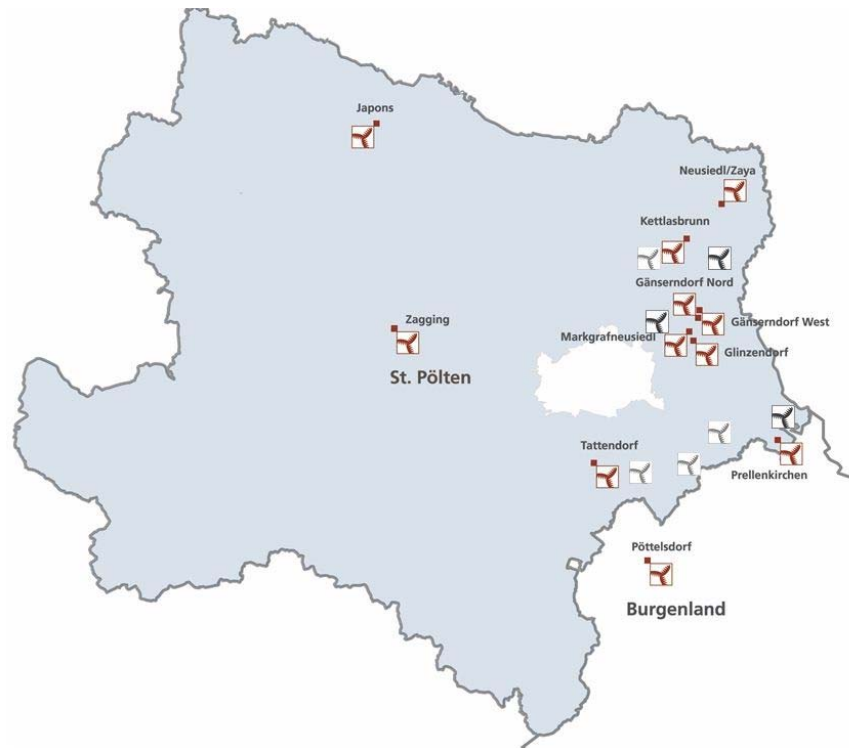 Japons
Neusiedl/Zaya
Kettlasbrunn
Gänserndorf Nord
Zagging
Gänserndorf West
Markgrafneusiedl
Glinzendorf
St. Pölten
Tattendorf
Prellenkirchen
Pöttelsdorf
Burgenland